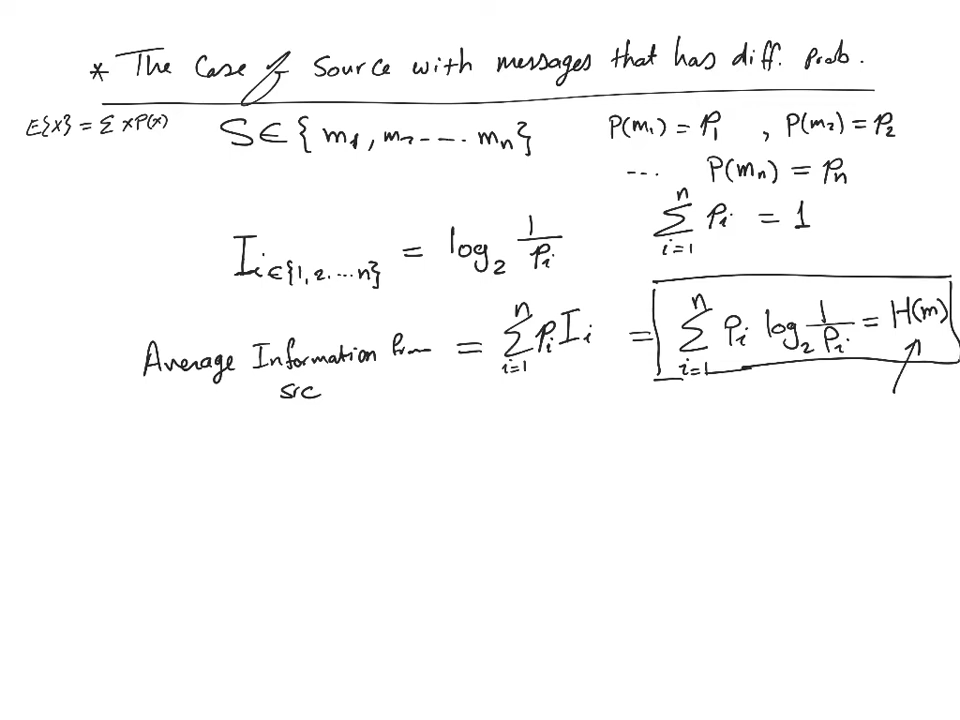 * The Case of Source with messages that has diff. prob.
E{x} = Σ xP(x) S ∈ { m₁, m₂ ---- mₙ} P(m₁) = P₁ , P(m₂) = P₂
... P(mₙ) = Pₙ
I_{i∈{1,2,...n}} = log₂ 1/Pᵢ ∑_{i=1}^{n} Pᵢ = 1
Average Information from = ∑_{i=1}^{n} Pᵢ Iᵢ = ∑_{i=1}^{n} Pᵢ log₂ 1/Pᵢ = H(m)
src